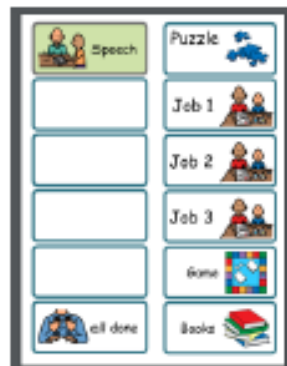 Speech
Puzzle
Job 1
Job 2
Job 3
Game
all done
Books